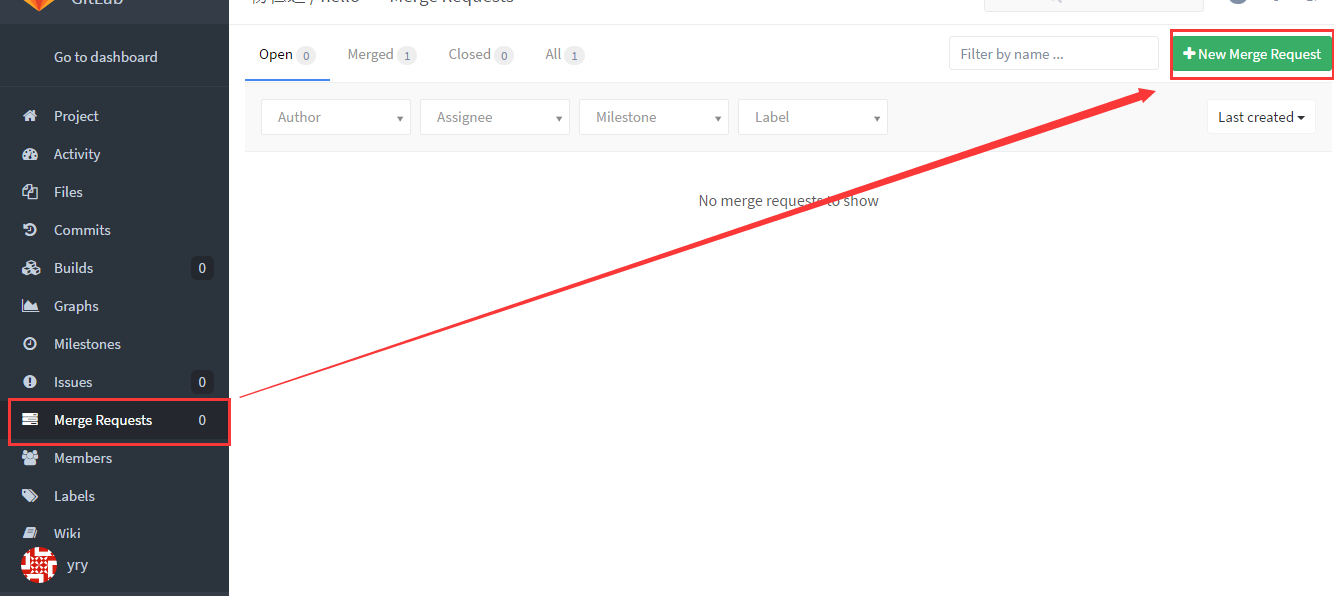 GitLab
/ hello Merge Requests
Go to dashboard
Project
Activity
Files
Commits
Builds 0
Graphs
Milestones
Issues 0
Merge Requests 0
Members
Labels
Wiki
yry
Open 0 Merged 1 Closed 0 All 1
Filter by name ...
New Merge Request
Author Assignee Milestone Label
Last created
No merge requests to show